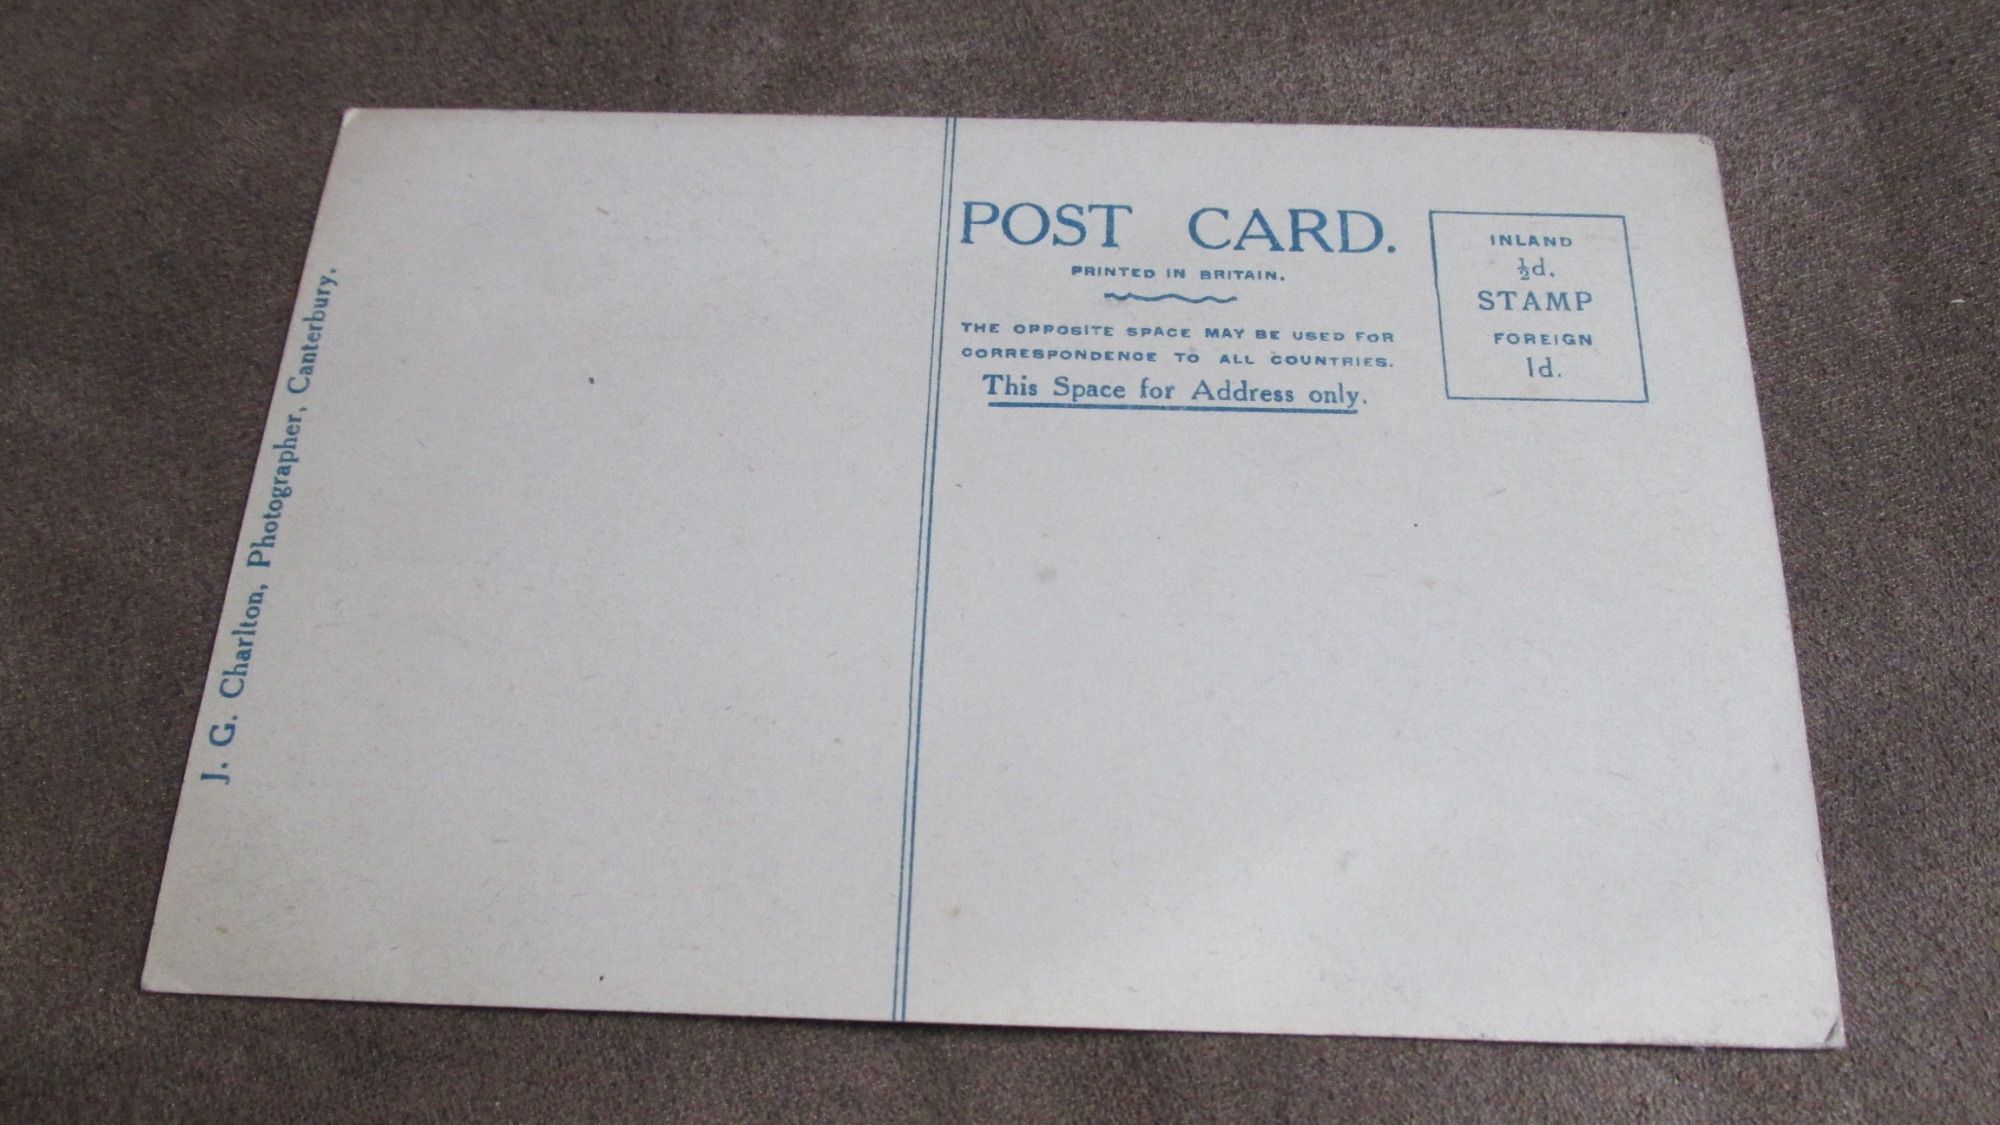 J. G. Charlton, Photographer, Canterbury.
POST CARD.
PRINTED IN BRITAIN.
THE OPPOSITE SPACE MAY BE USED FOR
CORRESPONDENCE TO ALL COUNTRIES.
This Space for Address only.
INLAND
½d.
STAMP
FOREIGN
1d.